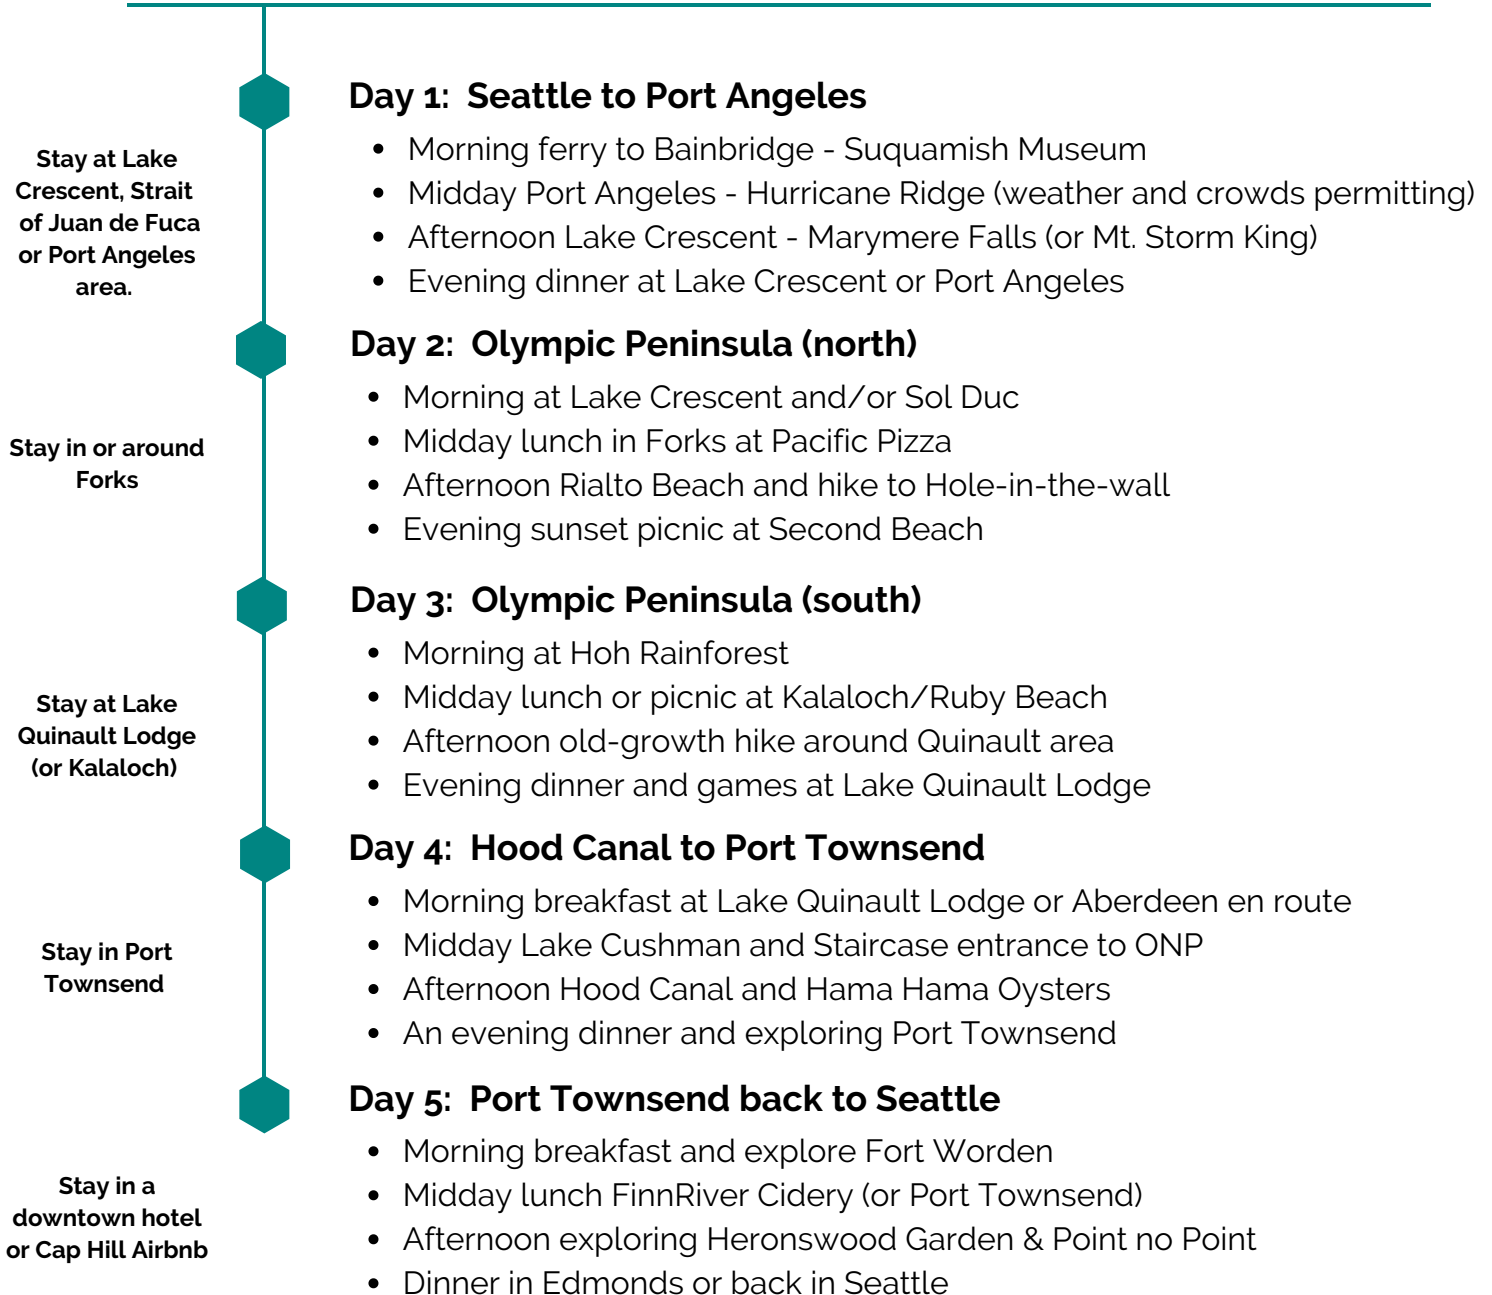 Day 1: Seattle to Port Angeles
Stay at Lake
Crescent, Strait
of Juan de Fuca
or Port Angeles
area.
• Morning ferry to Bainbridge - Suquamish Museum
• Midday Port Angeles - Hurricane Ridge (weather and crowds permitting)
• Afternoon Lake Crescent - Marymere Falls (or Mt. Storm King)
• Evening dinner at Lake Crescent or Port Angeles
Day 2: Olympic Peninsula (north)
Stay in or around
Forks
• Morning at Lake Crescent and/or Sol Duc
• Midday lunch in Forks at Pacific Pizza
• Afternoon Rialto Beach and hike to Hole-in-the-wall
• Evening sunset picnic at Second Beach
Day 3: Olympic Peninsula (south)
Stay at Lake
Quinault Lodge
(or Kalaloch)
• Morning at Hoh Rainforest
• Midday lunch or picnic at Kalaloch/Ruby Beach
• Afternoon old-growth hike around Quinault area
• Evening dinner and games at Lake Quinault Lodge
Day 4: Hood Canal to Port Townsend
Stay in Port
Townsend
• Morning breakfast at Lake Quinault Lodge or Aberdeen en route
• Midday Lake Cushman and Staircase entrance to ONP
• Afternoon Hood Canal and Hama Hama Oysters
• An evening dinner and exploring Port Townsend
Day 5: Port Townsend back to Seattle
Stay in a
downtown hotel
or Cap Hill Airbnb
• Morning breakfast and explore Fort Worden
• Midday lunch FinnRiver Cidery (or Port Townsend)
• Afternoon exploring Heronswood Garden & Point no Point
• Dinner in Edmonds or back in Seattle